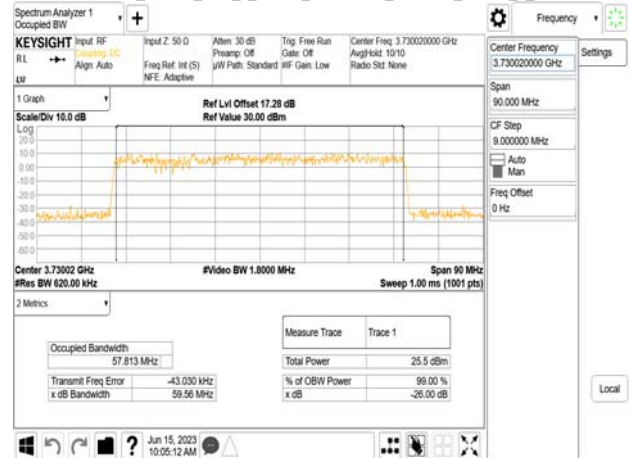 Spectrum Analyzer 1
Occupied BW
+
Frequency
KEYSIGHT
Input: RF
Coupling: DC
Align: Auto
RL
LU
Input Z: 50 Ω
Freq Ref: Int (S)
NFE: Adaptive
Atten: 30 dB
Preamp: Off
µW Path: Standard
Trig: Free Run
Gate: Off
#IF Gain: Low
Center Freq: 3.730020000 GHz
Avg|Hold: 10/10
Radio Std: None
Center Frequency
3.730020000 GHz
Settings
Span
90.000 MHz
CF Step
9.000000 MHz
Auto
Man
Freq Offset
0 Hz
Local
1 Graph
Scale/Div 10.0 dB
Ref Lvl Offset 17.28 dB
Ref Value 30.00 dBm
Log
20.0
10.0
0.00
-10.0
-20.0
-30.0
-40.0
-50.0
-60.0
Center 3.73002 GHz
#Video BW 1.8000 MHz
Span 90 MHz
#Res BW 620.00 kHz
Sweep 1.00 ms (1001 pts)
2 Metrics
Measure Trace Trace 1
Occupied Bandwidth
57.813 MHz
Total Power 25.5 dBm
Transmit Freq Error -43.030 kHz
% of OBW Power 99.00 %
x dB Bandwidth 59.56 MHz
x dB -26.00 dB
?
Jun 15, 2023
10:05:12 AM